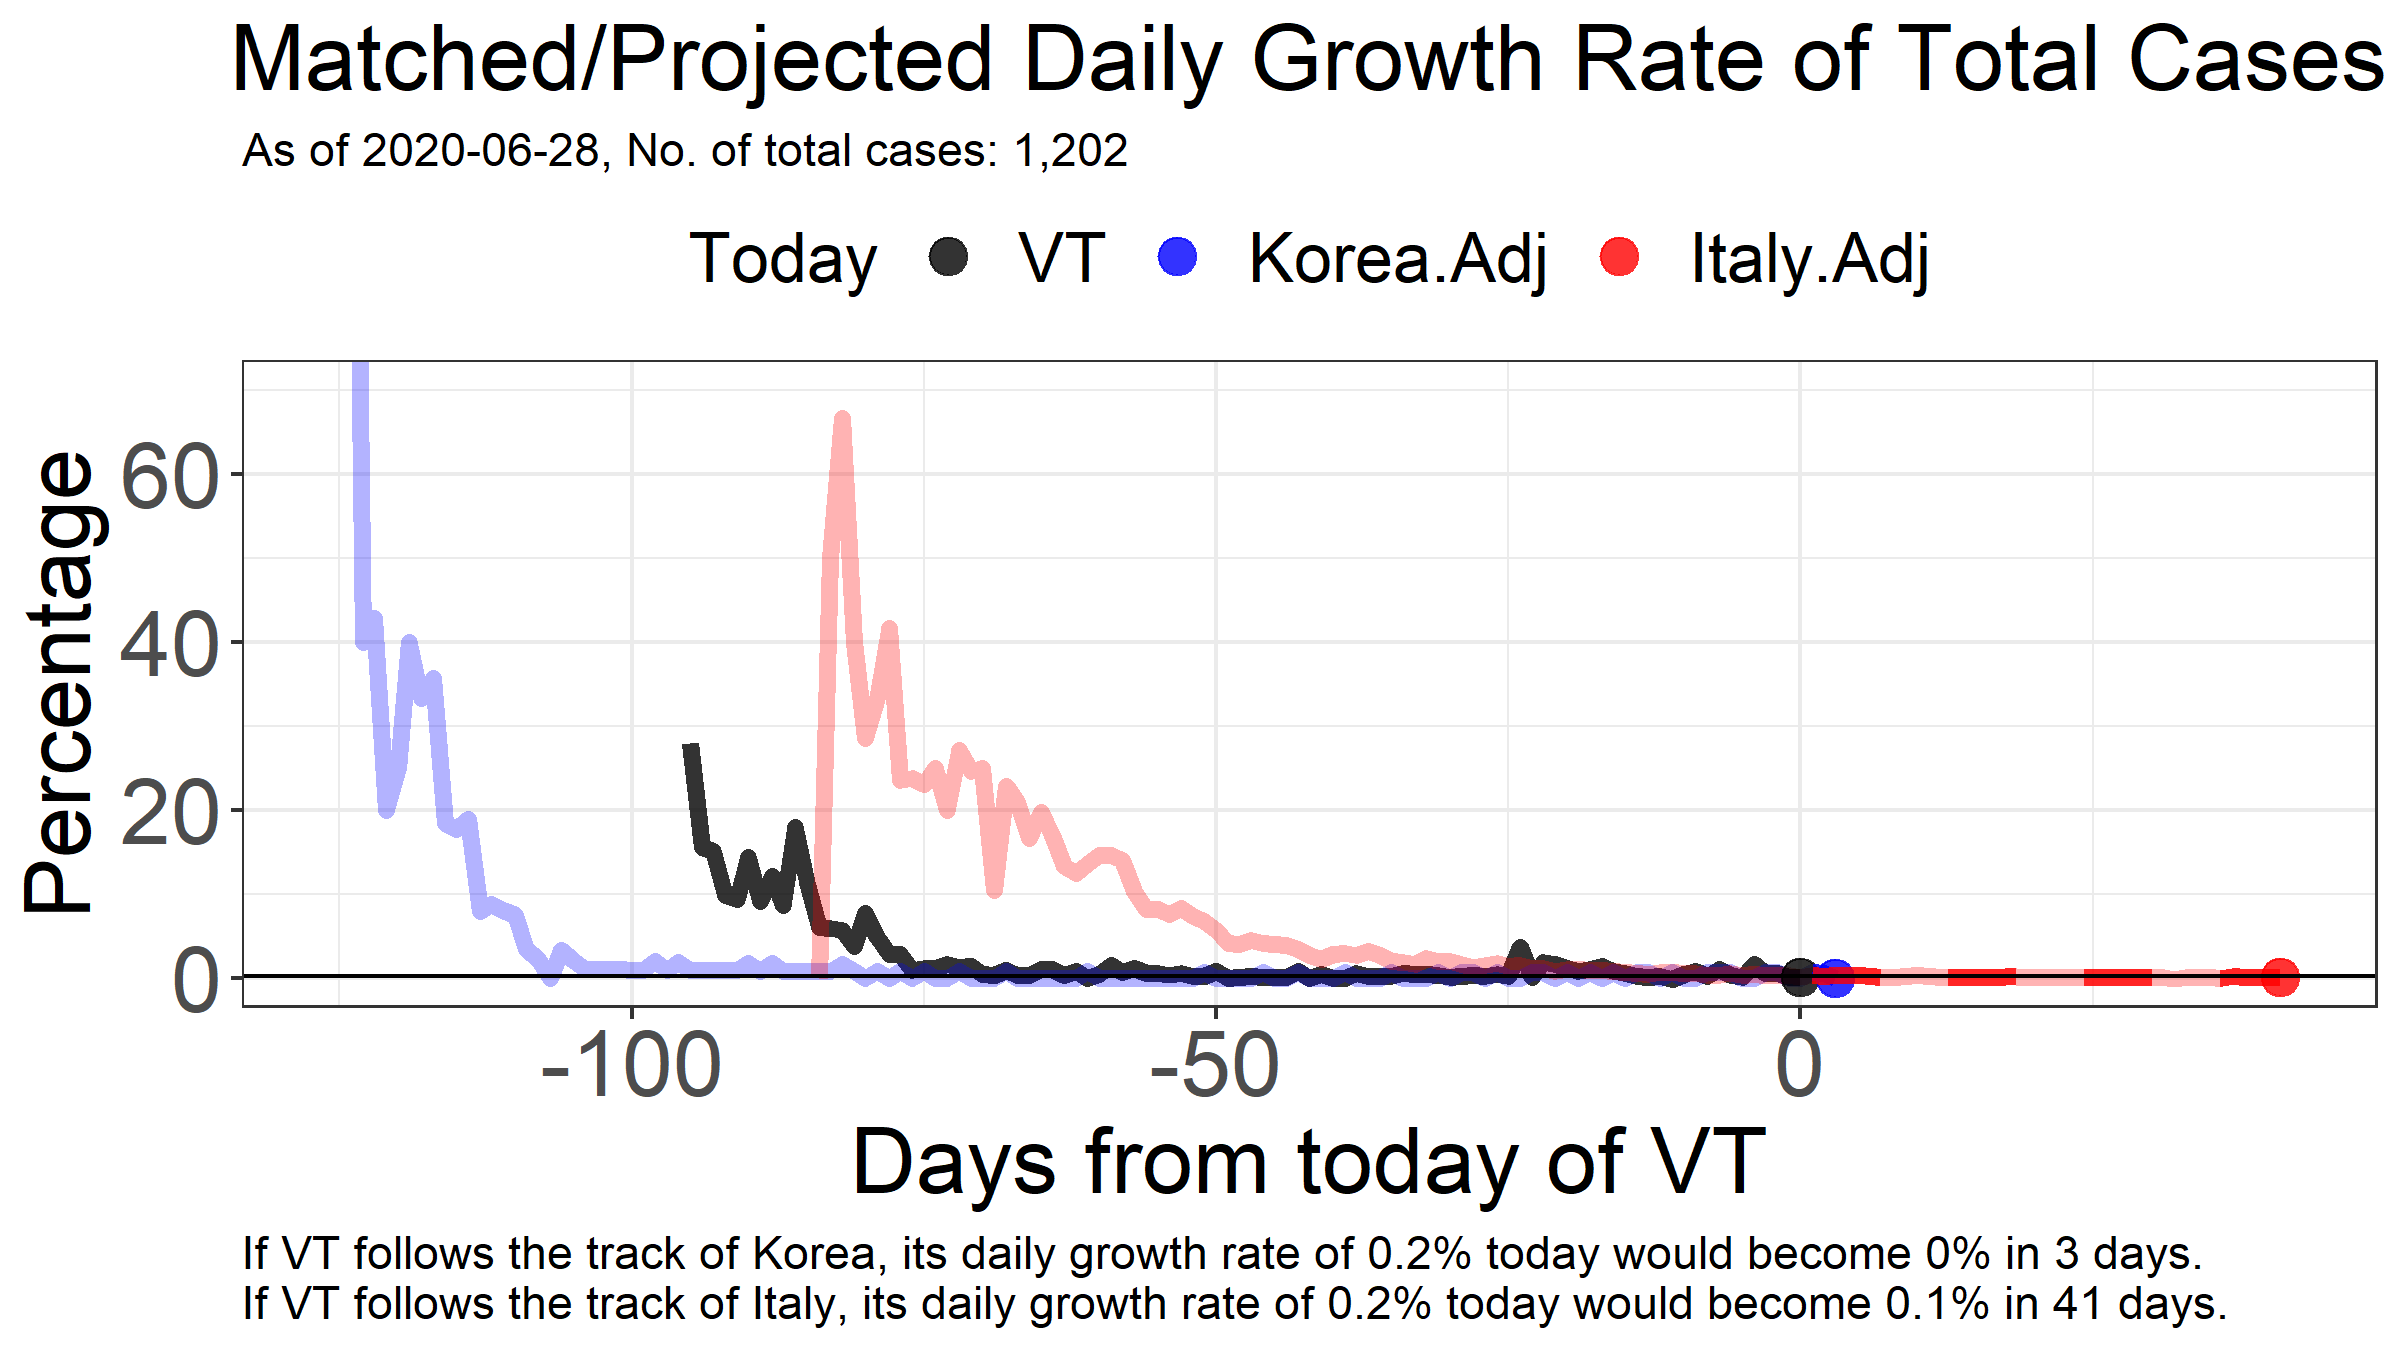 Matched/Projected Daily Growth Rate of Total Cases
As of 2020-06-28, No. of total cases: 1,202
Today VT Korea.Adj Italy.Adj
Percentage
60
40
20
0
-100 -50 0
Days from today of VT
If VT follows the track of Korea, its daily growth rate of 0.2% today would become 0% in 3 days.
If VT follows the track of Italy, its daily growth rate of 0.2% today would become 0.1% in 41 days.